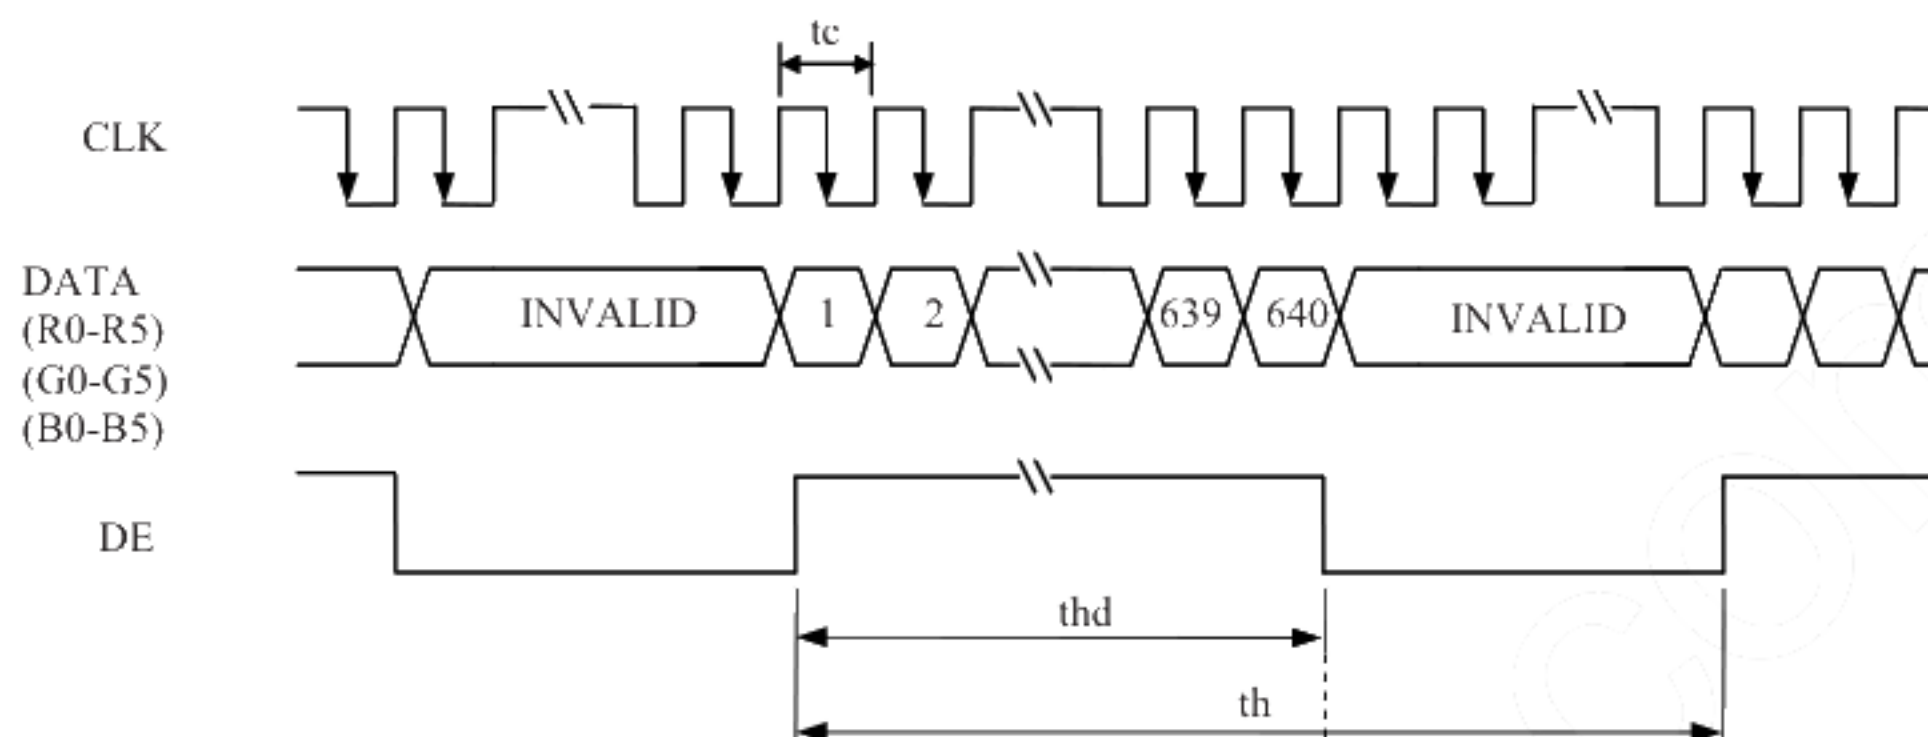 tc
CLK
DATA
(R0-R5)
(G0-G5)
(B0-B5)
INVALID 1 2 639 640 INVALID
DE
thd
th